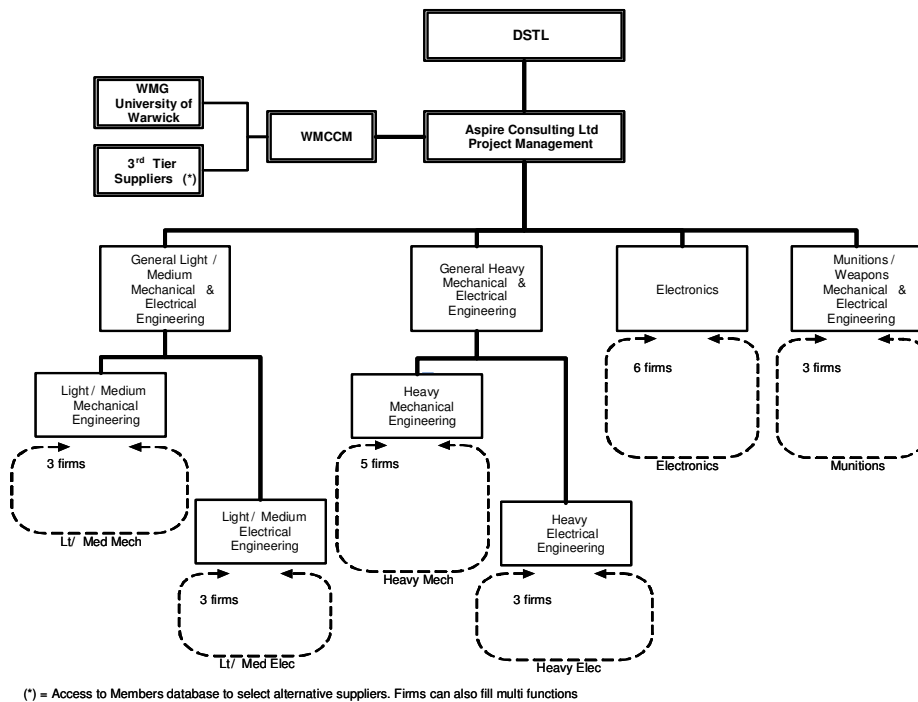 DSTL
WMG
University of
Warwick
WMCCM
Aspire Consulting Ltd
Project Management
3rd Tier
Suppliers (*)
General Light /
Medium
Mechanical &
Electrical
Engineering
General Heavy
Mechanical &
Electrical
Engineering
Electronics
Munitions /
Weapons
Mechanical &
Electrical
Engineering
6 firms
3 firms
Light / Medium
Mechanical
Engineering
Heavy
Mechanical
Engineering
3 firms
5 firms
Electronics
Munitions
Light / Medium
Electrical
Engineering
Heavy
Electrical
Engineering
Lt/ Med Mech
Heavy Mech
3 firms
3 firms
Lt/ Med Elec
Heavy Elec
(*) = Access to Members database to select alternative suppliers. Firms can also fill multi functions